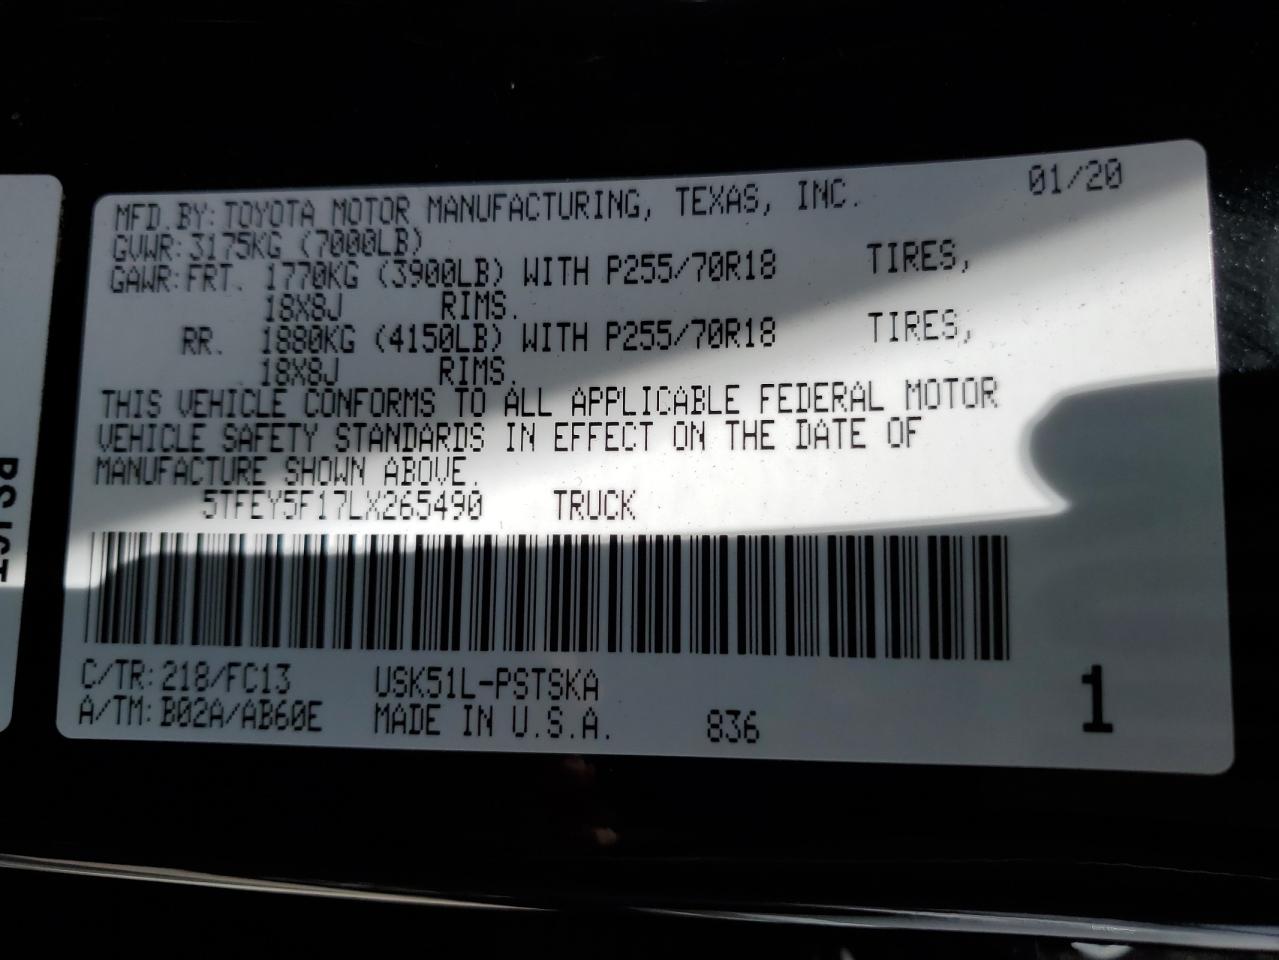 MFD.BY: TOYOTA MOTOR MANUFACTURING, TEXAS, INC. 01/20
GVWR: 3175KG (7000LB)
GAWR: FRT. 1770KG (3900LB) WITH P255/70R18 TIRES,
18X8J RIMS.
RR. 1880KG (4150LB) WITH P255/70R18 TIRES,
18X8J RIMS.
THIS VEHICLE CONFORMS TO ALL APPLICABLE FEDERAL MOTOR
VEHICLE SAFETY STANDARDS IN EFFECT ON THE DATE OF
MANUFACTURE SHOWN ABOVE.
5TFEY5F17LX265490 TRUCK
C/TR: 218/FC13 USK51L-PSTSKA
A/TM: B02A/AB60E MADE IN U.S.A. 836 1